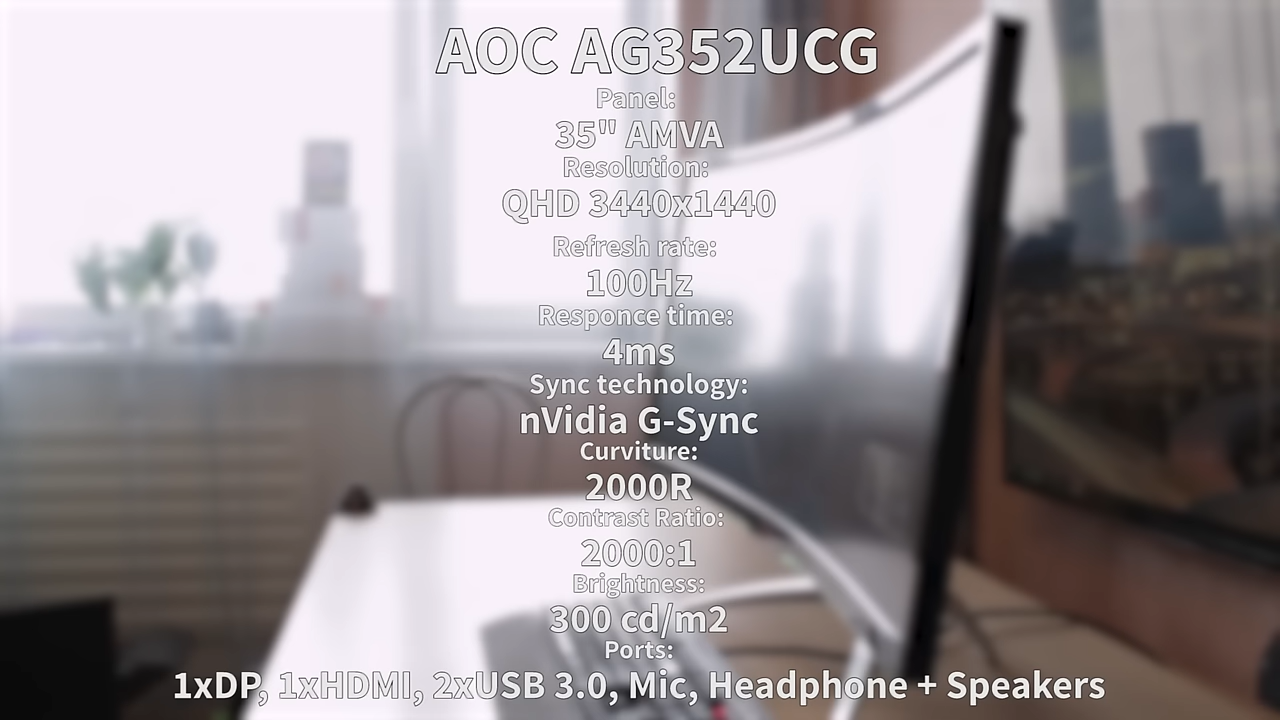 AOC AG352UCG
Panel:
35" AMVA
Resolution:
QHD 3440x1440
Refresh rate:
100Hz
Responce time:
4ms
Sync technology:
nVidia G-Sync
Curviture:
2000R
Contrast Ratio:
2000:1
Brightness:
300 cd/m2
Ports:
1xDP, 1xHDMI, 2xUSB 3.0, Mic, Headphone + Speakers